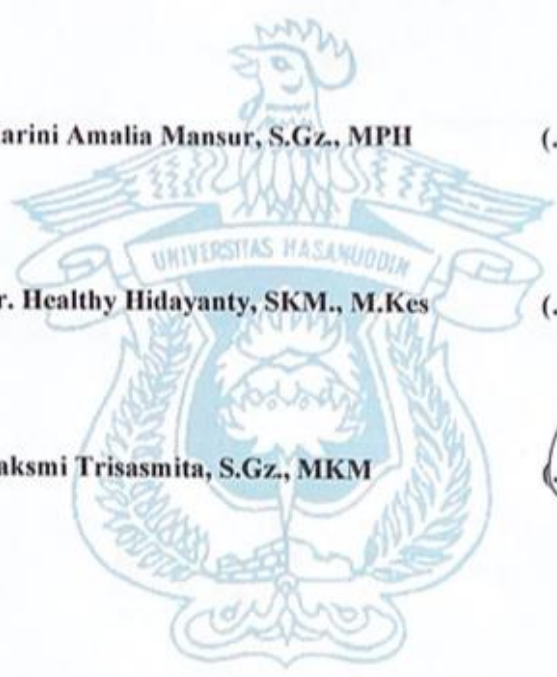 arini Amalia Mansur, S.Gz., MPH (.
UNIVERSITAS HASANUDDIN
r. Healthy Hidayanty, SKM., M.Kes (.
aksmi Trisasmita, S.Gz., MKM (